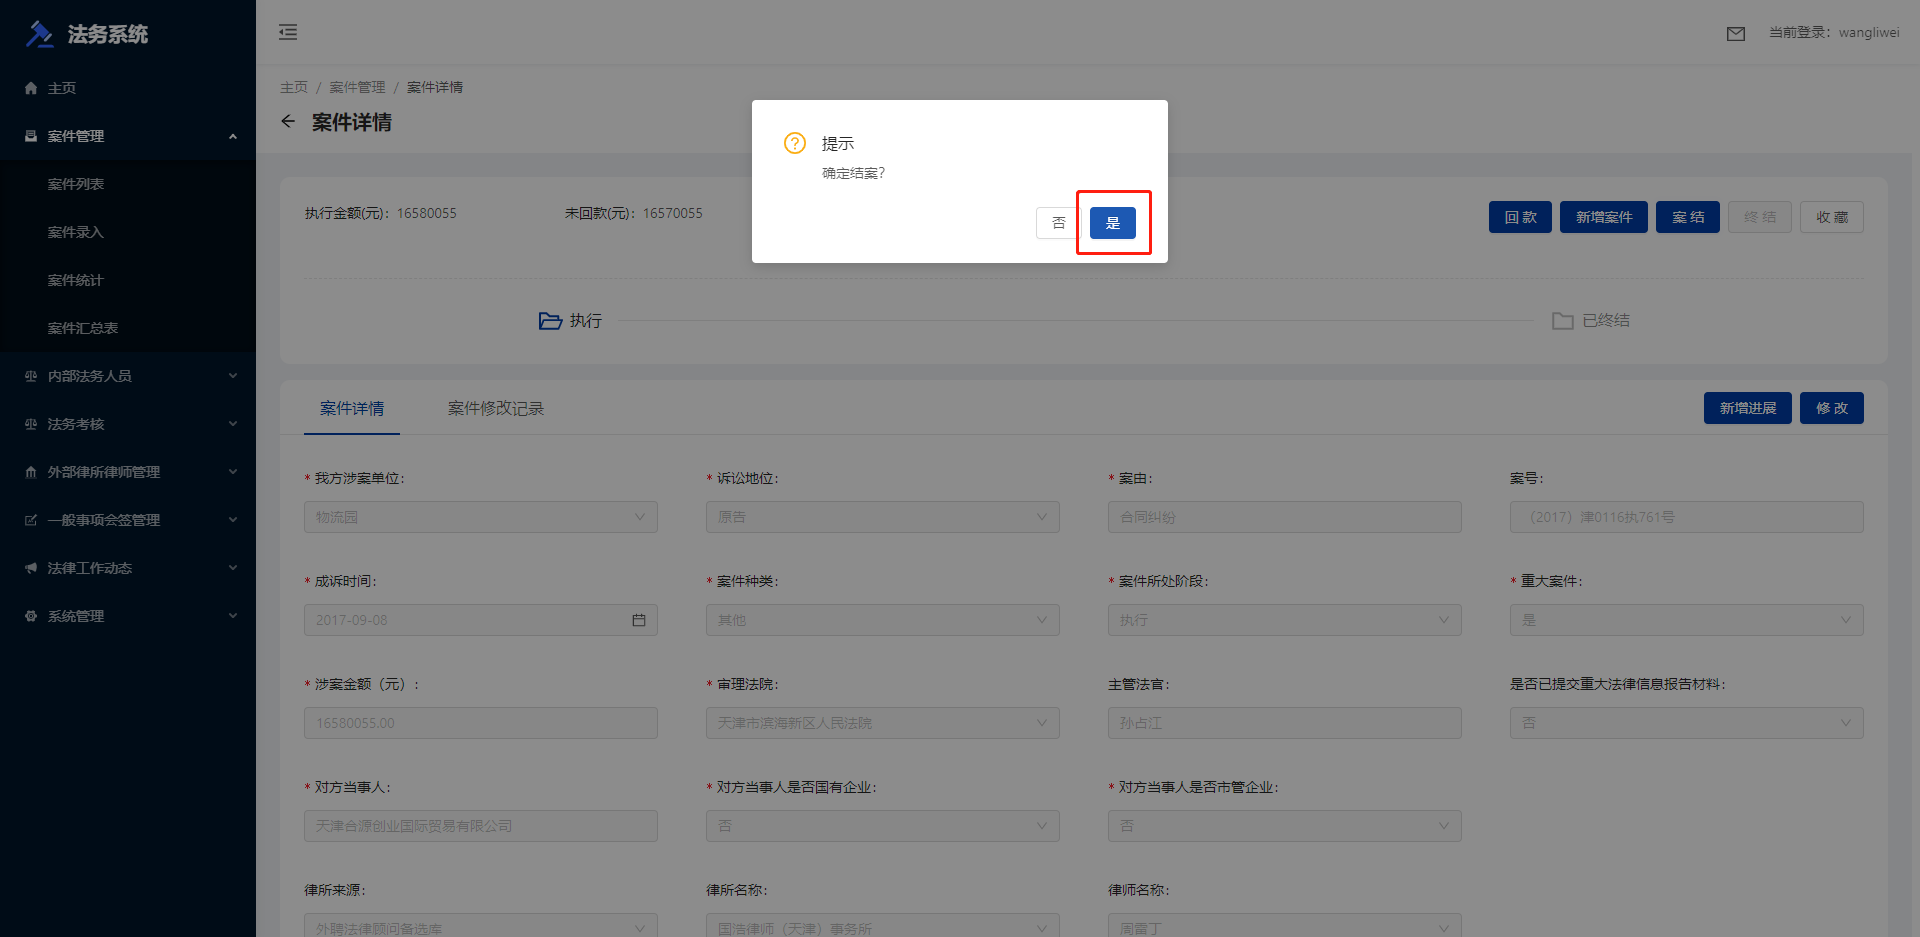 法务系统
当前登录：wangliwei
主页
案件管理
案件列表
案件录入
案件统计
案件汇总表
内部法务人员
法务考核
外部律所律师管理
一般事项会签管理
法律工作动态
系统管理
主页 / 案件管理 / 案件详情
案件详情
提示
确定结案?
否 是
执行金额(元): 16580055 未回款(元): 16570055
回 款 新增案件 案 结 终 结 收 藏
执行 已终结
案件详情 案件修改记录 新增进展 修 改
* 我方涉案单位: * 诉讼地位: * 案由: 案号:
物流园 原告 合同纠纷 （2017）津0116执761号
* 成诉时间: * 案件种类: * 案件所处阶段: * 重大案件:
2017-09-08 其他 执行 是
* 涉案金额（元）: * 审理法院: 主管法官: 是否已提交重大法律信息报告材料:
16580055.00 天津市滨海新区人民法院 孙占江 否
* 对方当事人: * 对方当事人是否国有企业: * 对方当事人是否市管企业:
天津合源创业国际贸易有限公司 否 否
律所来源: 律所名称: 律师名称:
外聘法律顾问备选库 国浩律师（天津）事务所 周雷丁